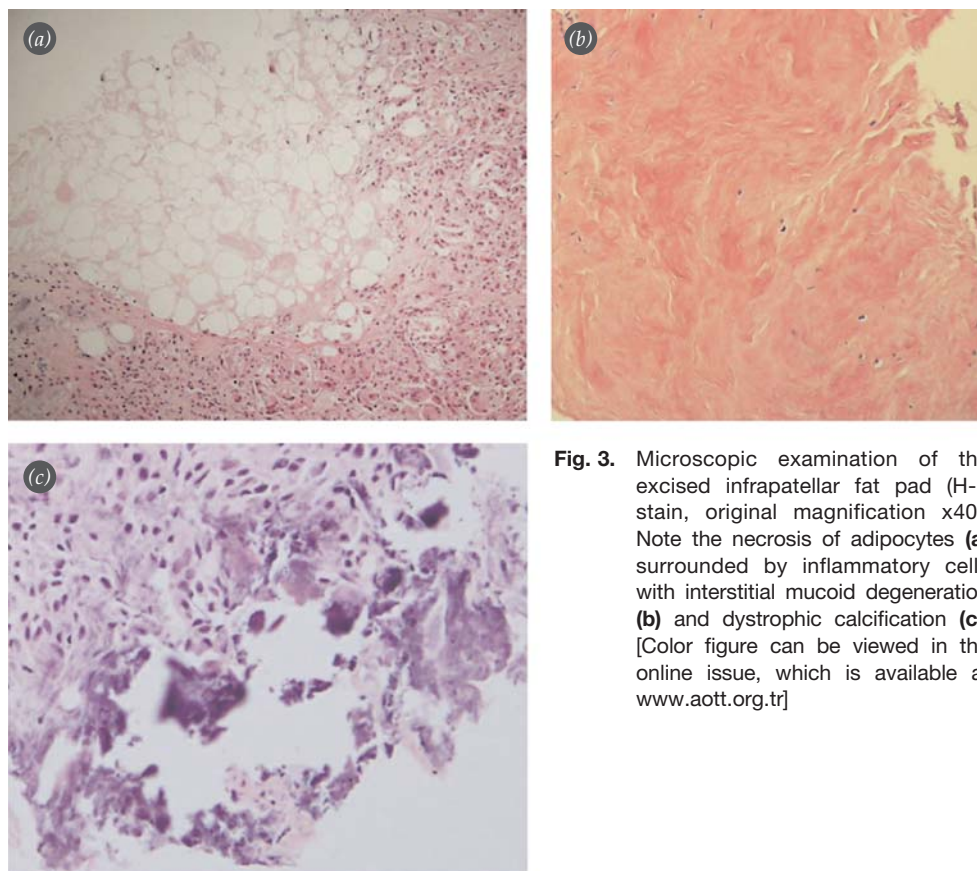 (a)
(b)
(c)
Fig. 3. Microscopic examination of th
excised infrapatellar fat pad (H-
stain, original magnification x40
Note the necrosis of adipocytes (a
surrounded by inflammatory cell
with interstitial mucoid degeneratio
(b) and dystrophic calcification (c
[Color figure can be viewed in th
online issue, which is available a
www.aott.org.tr]